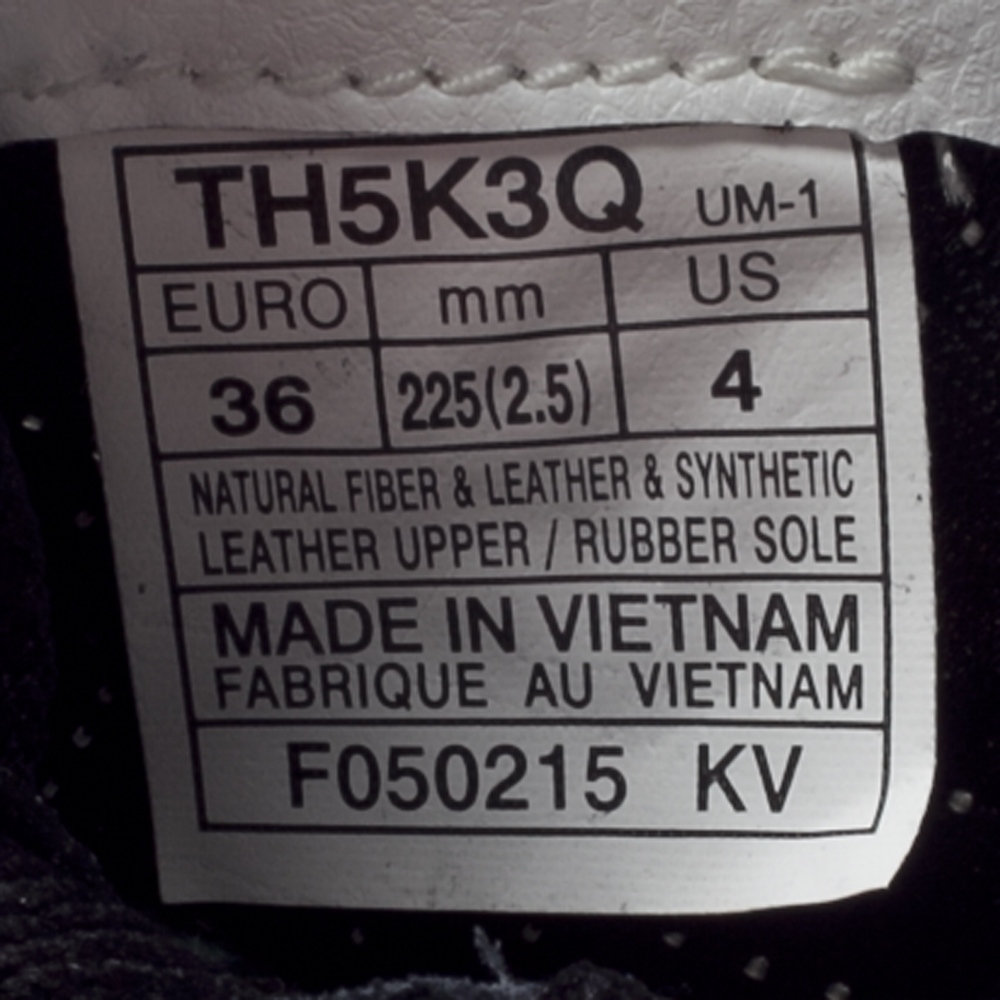 TH5K3Q UM-1
EURO mm US
36 225(2.5) 4
NATURAL FIBER & LEATHER & SYNTHETIC
LEATHER UPPER / RUBBER SOLE
MADE IN VIETNAM
FABRIQUE AU VIETNAM
F050215 KV